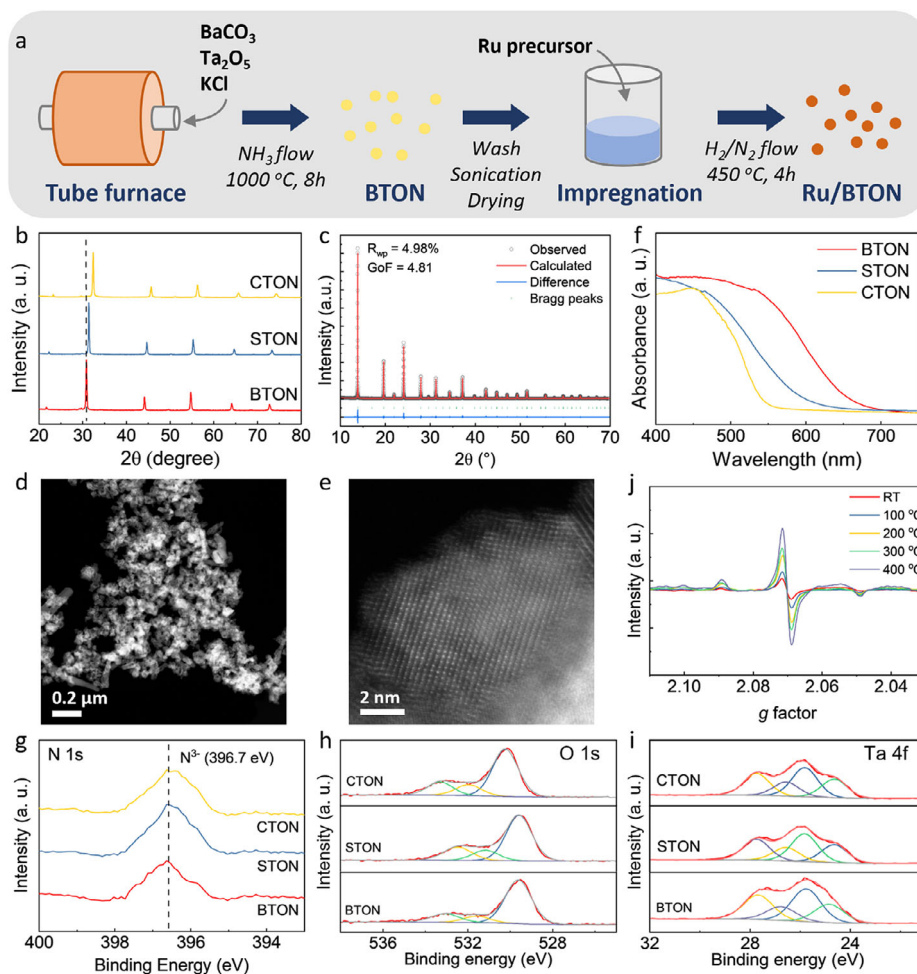 a
BaCO3
Ta2O5
KCl
Ru precursor
NH3 flow
1000 °C, 8h
Wash
Sonication
Drying
H2/N2 flow
450 °C, 4h
Tube furnace
BTON
Impregnation
Ru/BTON
b
CTON
STON
BTON
Intensity (a. u.)
20 30 40 50 60 70 80
2θ (degree)
c
Rwp = 4.98%
GoF = 4.81
Observed
Calculated
Difference
Bragg peaks
Intensity (a. u.)
10 20 30 40 50 60 70
2θ (°)
f
BTON
STON
CTON
Absorbance (a. u.)
400 500 600 700
Wavelength (nm)
d
0.2 μm
e
2 nm
j
RT
100 °C
200 °C
300 °C
400 °C
Intensity (a. u.)
2.10 2.08 2.06 2.04
g factor
g
N 1s
N3- (396.7 eV)
CTON
STON
BTON
Intensity (a. u.)
400 398 396 394
Binding Energy (eV)
h
O 1s
CTON
STON
BTON
Intensity (a. u.)
536 532 528
Binding energy (eV)
i
Ta 4f
CTON
STON
BTON
Intensity (a. u.)
32 28 24
Binding energy (eV)